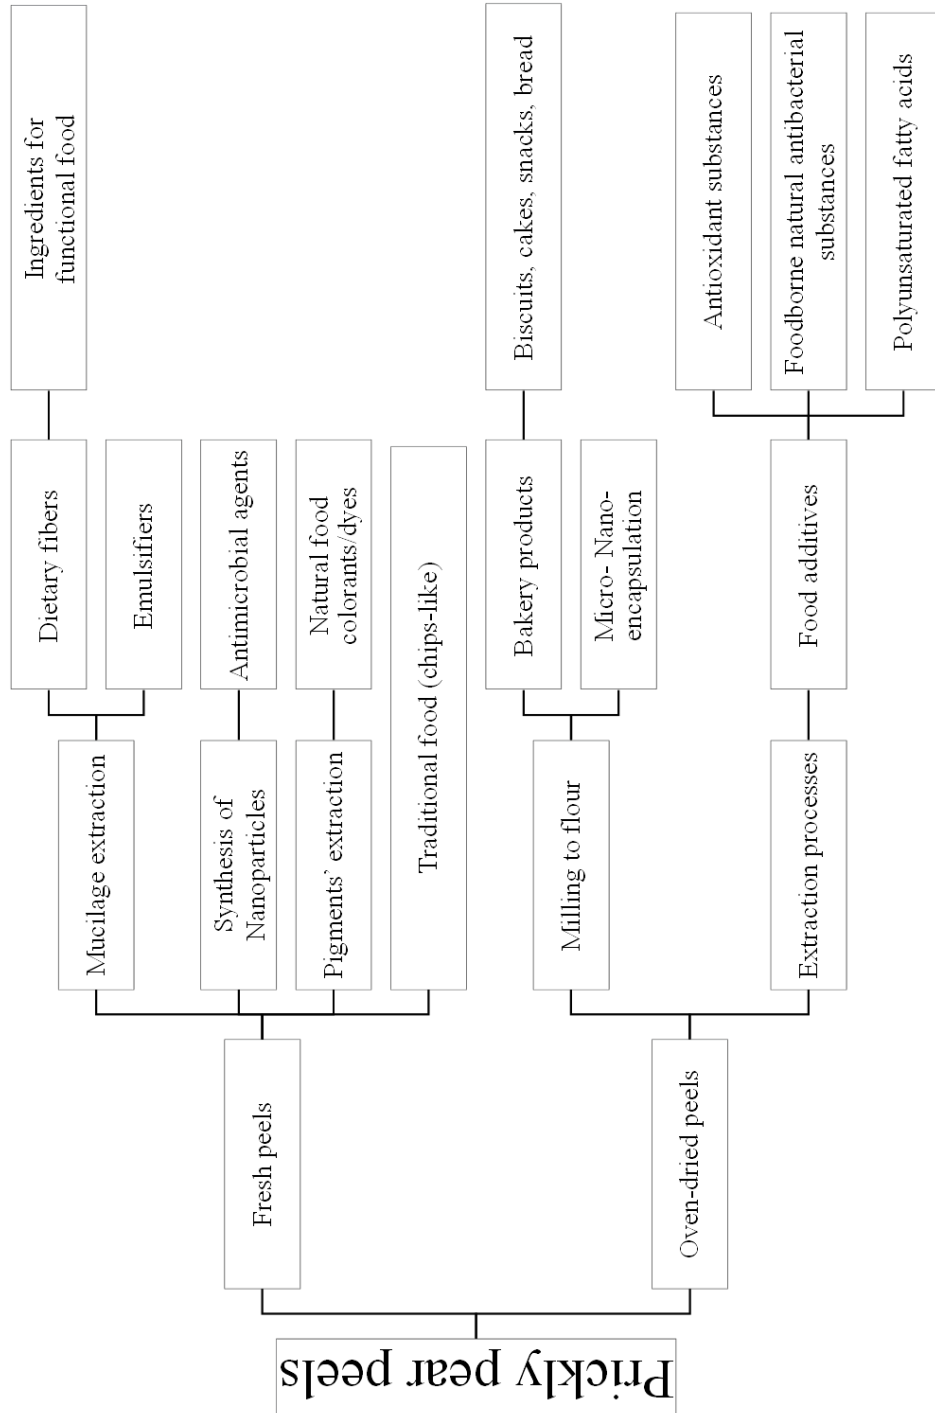 Prickly pear peels
Fresh peels
Mucilage extraction
Dietary fibers
Ingredients for
functional food
Emulsifiers
Synthesis of
Nanoparticles
Antimicrobial agents
Pigments’ extraction
Natural food
colorants/dyes
Traditional food (chips-like)
Oven-dried peels
Milling to flour
Bakery products
Biscuits, cakes, snacks, bread
Micro- Nano-
encapsulation
Extraction processes
Food additives
Antioxidant substances
Foodborne natural antibacterial
substances
Polyunsaturated fatty acids